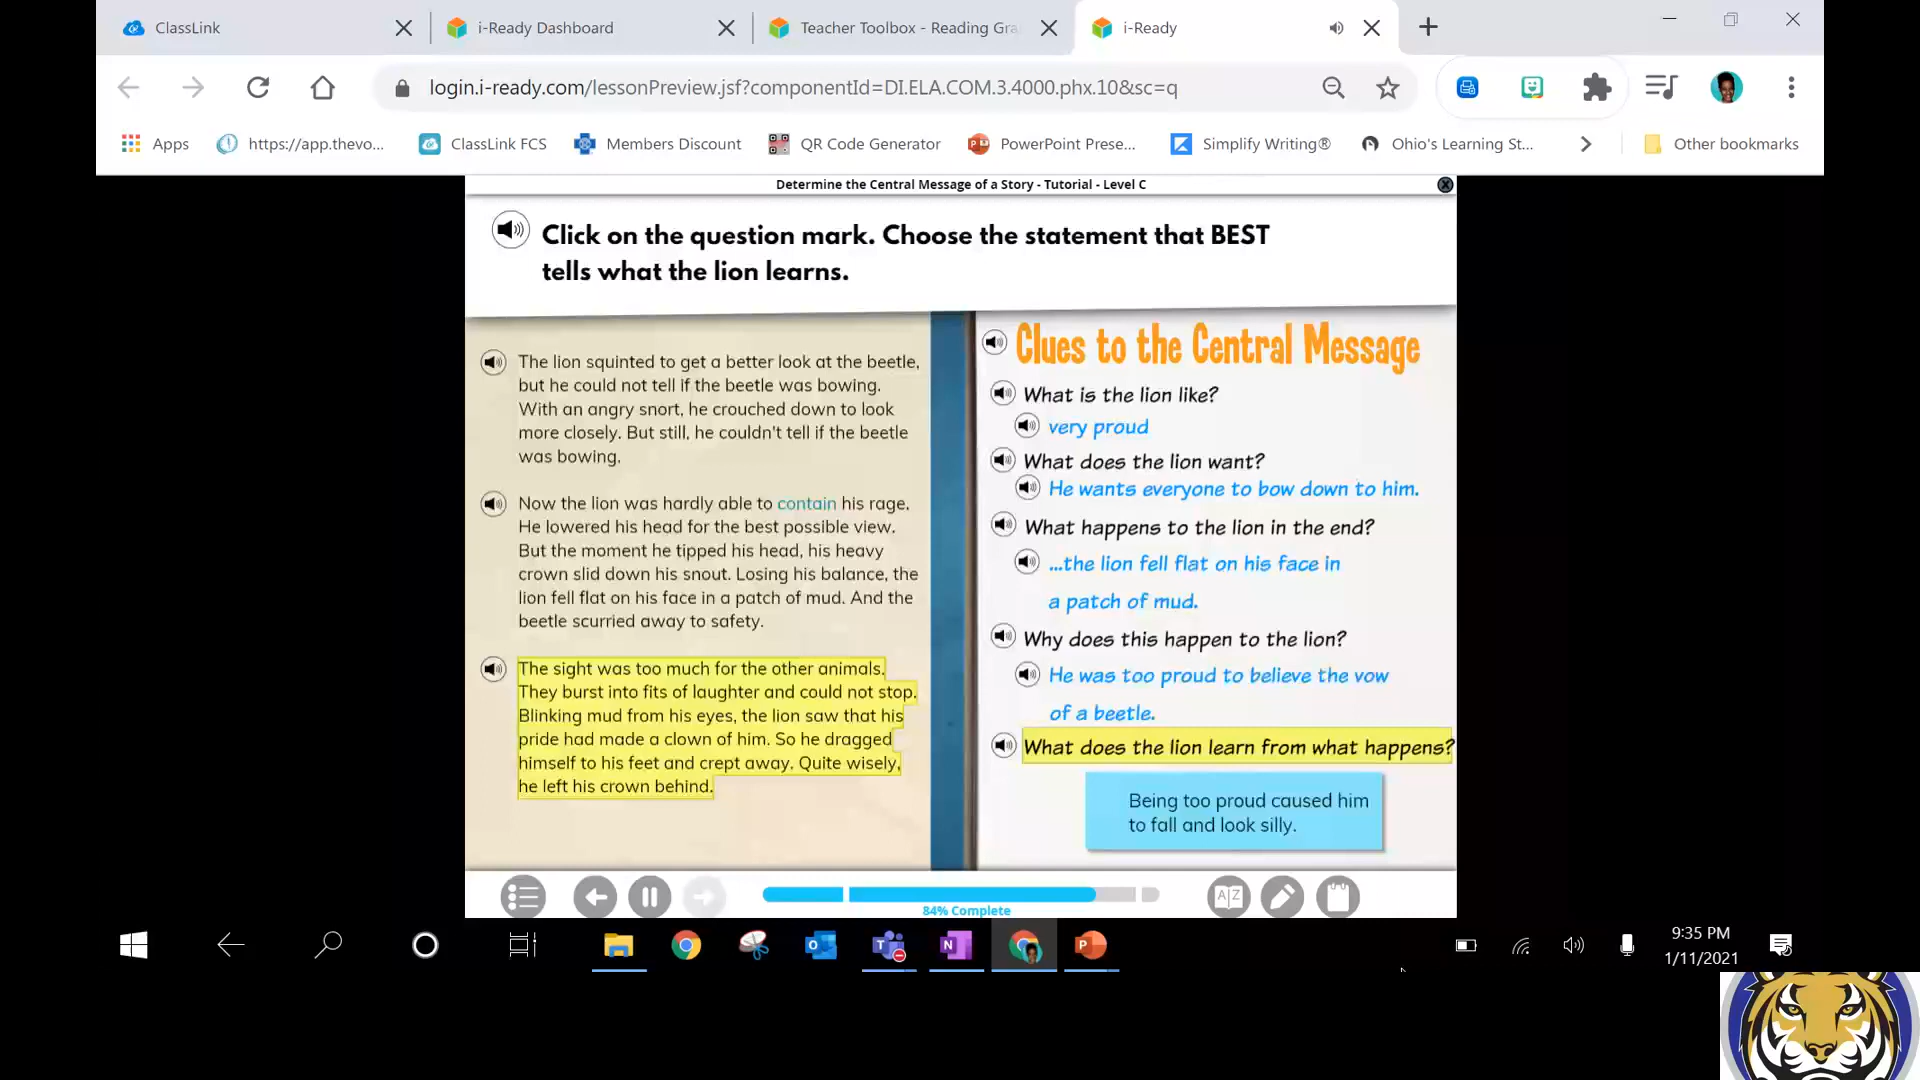 ClassLink
i-Ready Dashboard
Teacher Toolbox - Reading Gra
i-Ready
login.i-ready.com/lessonPreview.jsf?componentId=DI.ELA.COM.3.4000.phx.10&sc=q
Apps
https://app.thevo...
ClassLink FCS
Members Discount
QR Code Generator
PowerPoint Prese...
Simplify Writing®
Ohio's Learning St...
Other bookmarks
Determine the Central Message of a Story - Tutorial - Level C
Click on the question mark. Choose the statement that BEST
tells what the lion learns.
The lion squinted to get a better look at the beetle,
but he could not tell if the beetle was bowing.
With an angry snort, he crouched down to look
more closely. But still, he couldn't tell if the beetle
was bowing.
Now the lion was hardly able to contain his rage.
He lowered his head for the best possible view.
But the moment he tipped his head, his heavy
crown slid down his snout. Losing his balance, the
lion fell flat on his face in a patch of mud. And the
beetle scurried away to safety.
The sight was too much for the other animals.
They burst into fits of laughter and could not stop.
Blinking mud from his eyes, the lion saw that his
pride had made a clown of him. So he dragged
himself to his feet and crept away. Quite wisely,
he left his crown behind.
Clues to the Central Message
What is the lion like?
very proud
What does the lion want?
He wants everyone to bow down to him.
What happens to the lion in the end?
...the lion fell flat on his face in
a patch of mud.
Why does this happen to the lion?
He was too proud to believe the vow
of a beetle.
What does the lion learn from what happens?
Being too proud caused him
to fall and look silly.
84% Complete
A Z
9:35 PM
1/11/2021